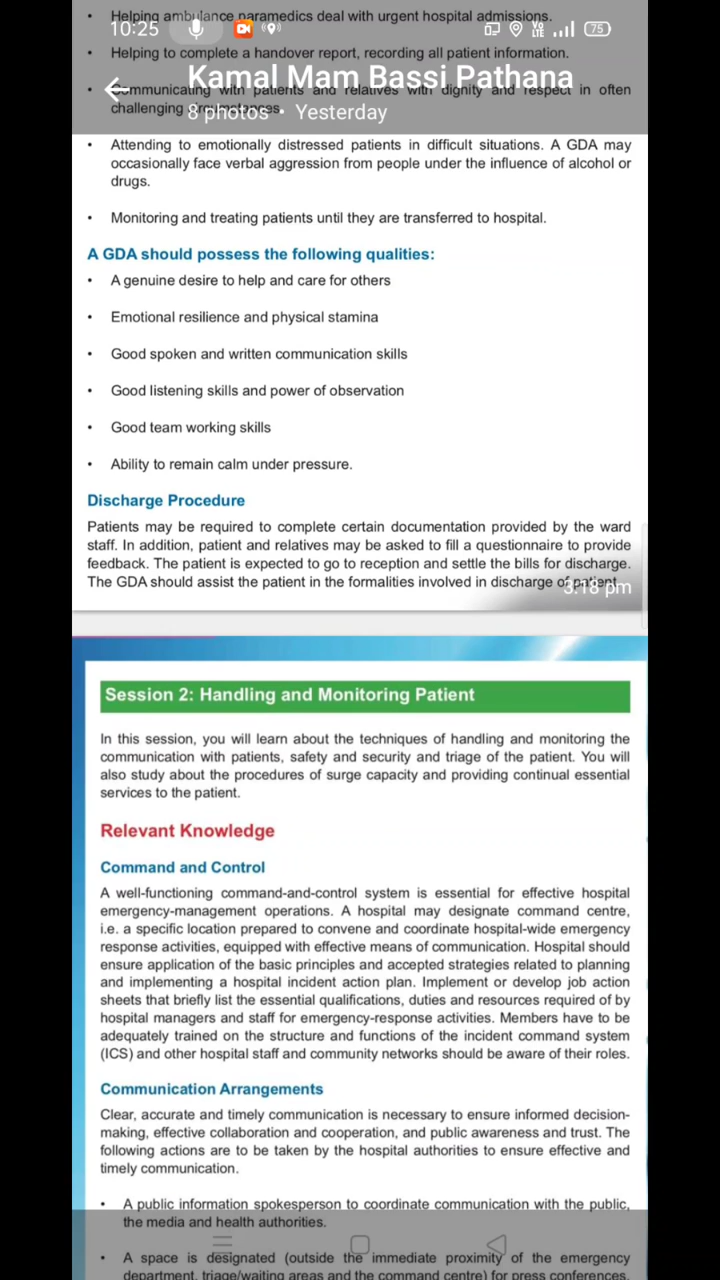 • Helping ambulance paramedics deal with urgent hospital admissions.
10:25
VO LTE
75
• Helping to complete a handover report, recording all patient information.
Kamal Mam Bassi Pathana
• Communicating with patients and relatives with dignity and respect in often
challenging circumstances.
8 photos • Yesterday
• Attending to emotionally distressed patients in difficult situations. A GDA may
occasionally face verbal aggression from people under the influence of alcohol or
drugs.
• Monitoring and treating patients until they are transferred to hospital.
A GDA should possess the following qualities:
• A genuine desire to help and care for others
• Emotional resilience and physical stamina
• Good spoken and written communication skills
• Good listening skills and power of observation
• Good team working skills
• Ability to remain calm under pressure.
Discharge Procedure
Patients may be required to complete certain documentation provided by the ward
staff. In addition, patient and relatives may be asked to fill a questionnaire to provide
feedback. The patient is expected to go to reception and settle the bills for discharge.
The GDA should assist the patient in the formalities involved in discharge of patient.
3:18 pm
Session 2: Handling and Monitoring Patient
In this session, you will learn about the techniques of handling and monitoring the
communication with patients, safety and security and triage of the patient. You will
also study about the procedures of surge capacity and providing continual essential
services to the patient.
Relevant Knowledge
Command and Control
A well-functioning command-and-control system is essential for effective hospital
emergency-management operations. A hospital may designate command centre,
i.e. a specific location prepared to convene and coordinate hospital-wide emergency
response activities, equipped with effective means of communication. Hospital should
ensure application of the basic principles and accepted strategies related to planning
and implementing a hospital incident action plan. Implement or develop job action
sheets that briefly list the essential qualifications, duties and resources required of by
hospital managers and staff for emergency-response activities. Members have to be
adequately trained on the structure and functions of the incident command system
(ICS) and other hospital staff and community networks should be aware of their roles.
Communication Arrangements
Clear, accurate and timely communication is necessary to ensure informed decision-
making, effective collaboration and cooperation, and public awareness and trust. The
following actions are to be taken by the hospital authorities to ensure effective and
timely communication.
• A public information spokesperson to coordinate communication with the public,
the media and health authorities.
• A space is designated (outside the immediate proximity of the emergency
department, triage/waiting areas and the command centre) for press conferences.